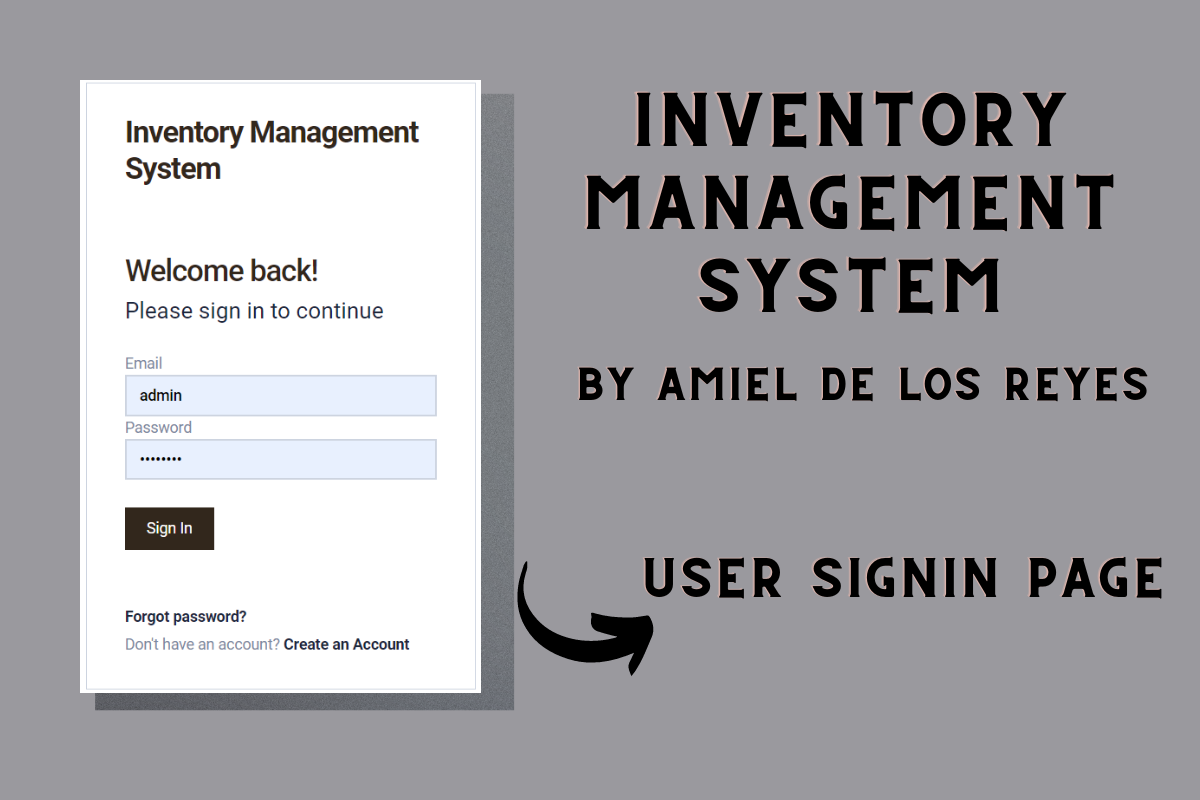 Inventory Management
System
Welcome back!
Please sign in to continue
Email
admin
Password
••••••••
Sign In
Forgot password?
Don't have an account? Create an Account
INVENTORY
MANAGEMENT
SYSTEM
BY AMIEL DE LOS REYES
USER SIGNIN PAGE